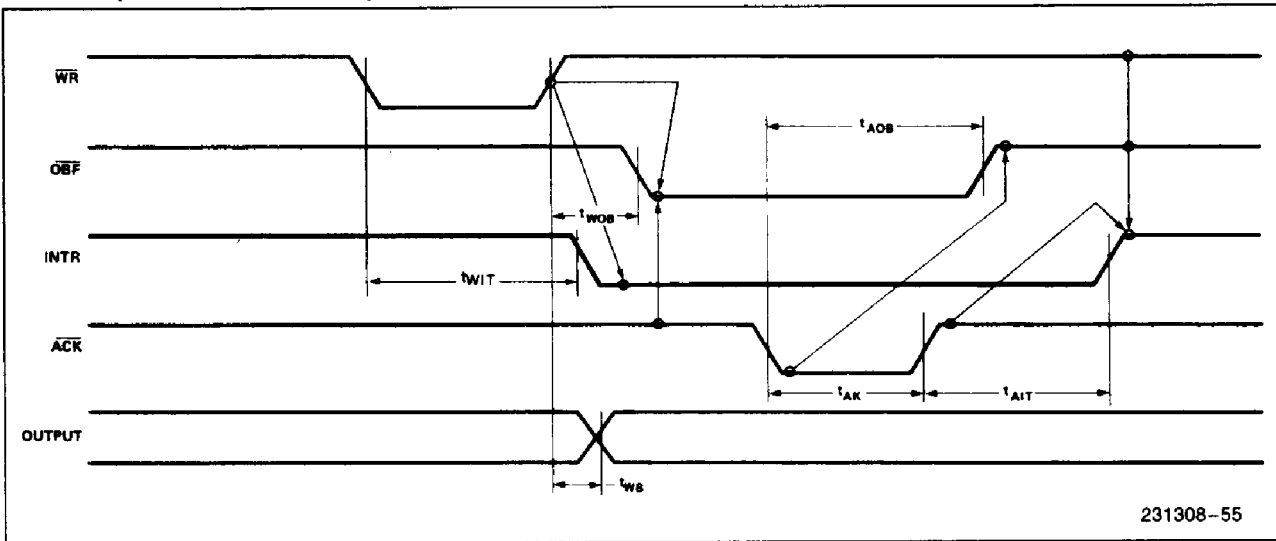 WR
tAOB
OBF
tWOB
INTR
tWIT
ACK
tAK
tAIT
OUTPUT
tWB
231308-55